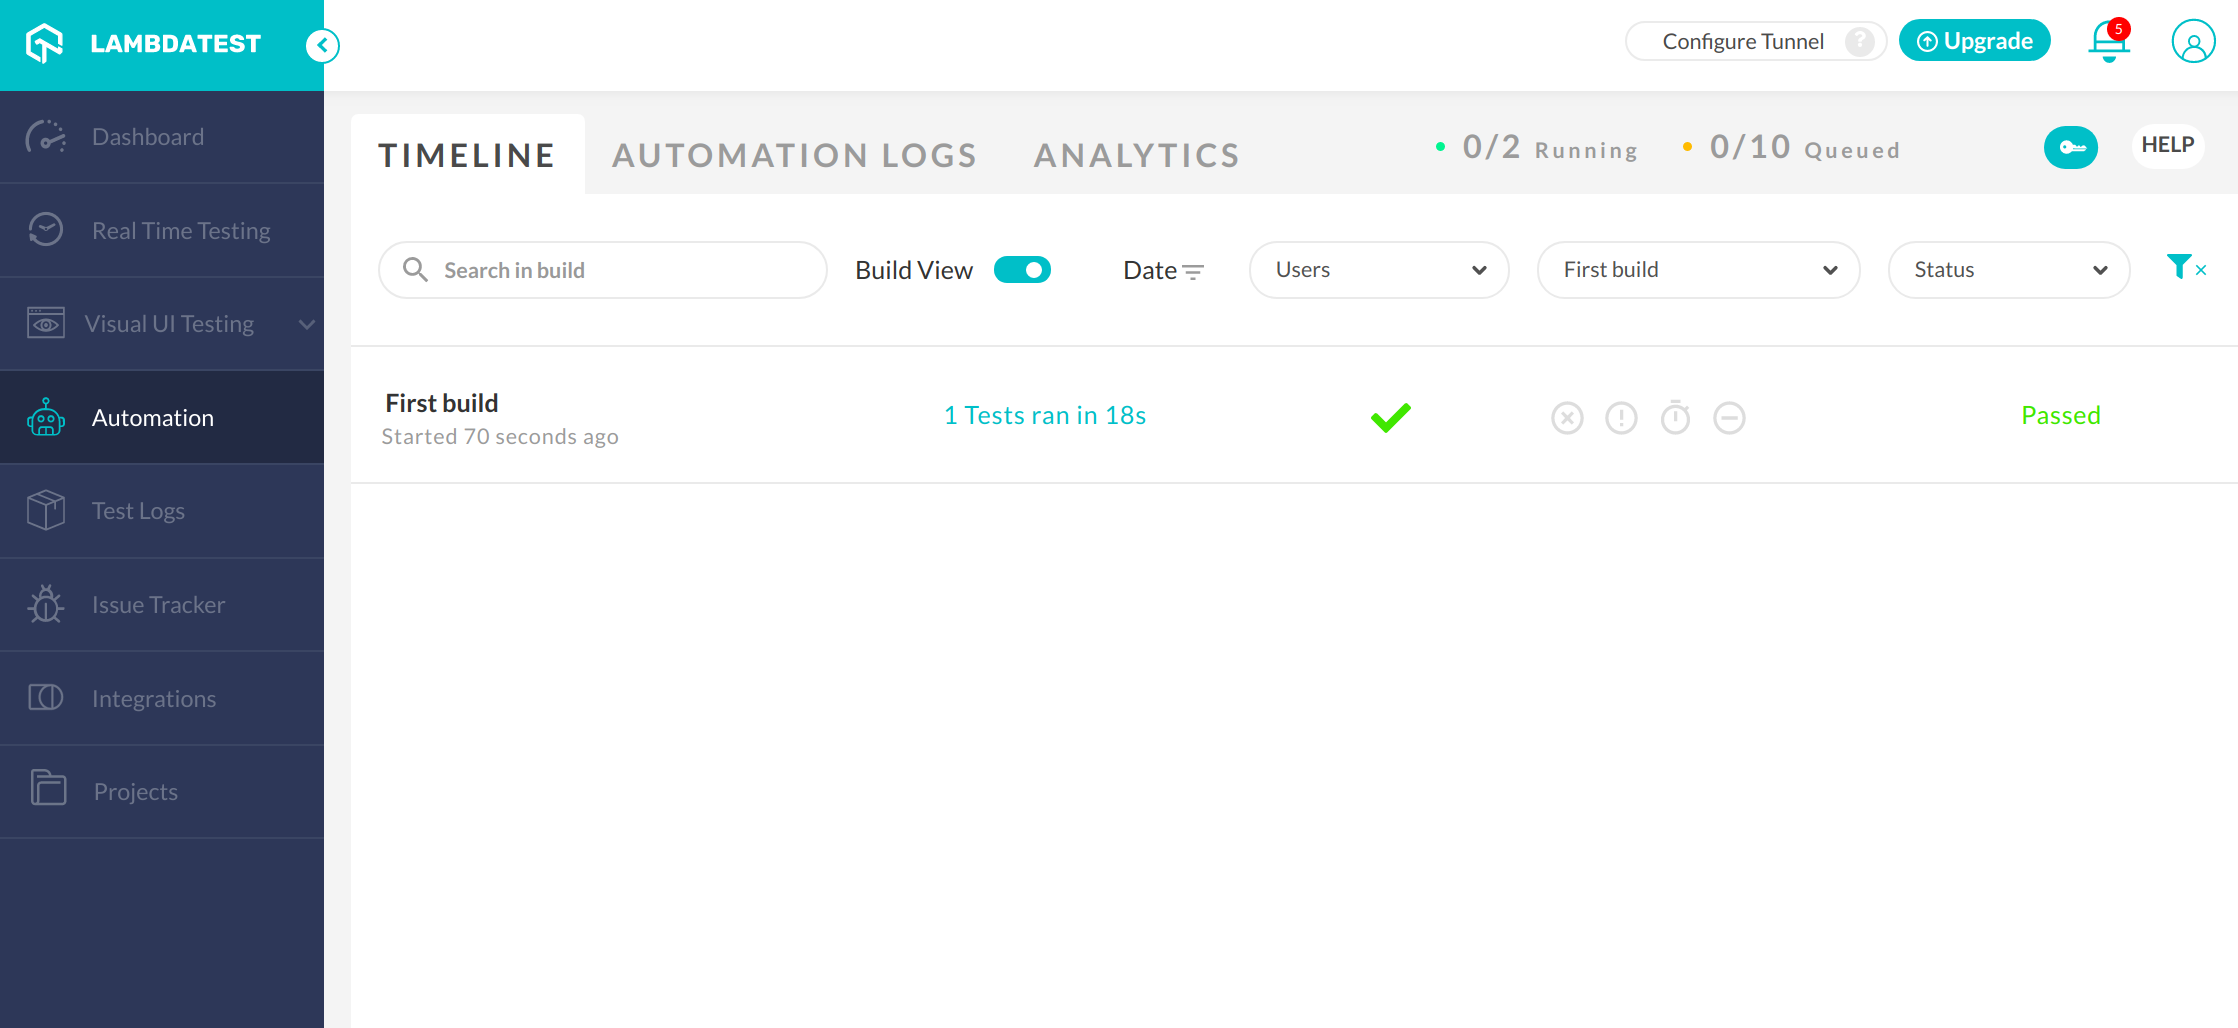 LAMBDATEST
Configure Tunnel ?
Upgrade
5
Dashboard
Real Time Testing
Visual UI Testing
Automation
Test Logs
Issue Tracker
Integrations
Projects
TIMELINE
AUTOMATION LOGS
ANALYTICS
0/2 Running
0/10 Queued
HELP
Search in build
Build View
Date
Users
First build
Status
First build
Started 70 seconds ago
1 Tests ran in 18s
Passed